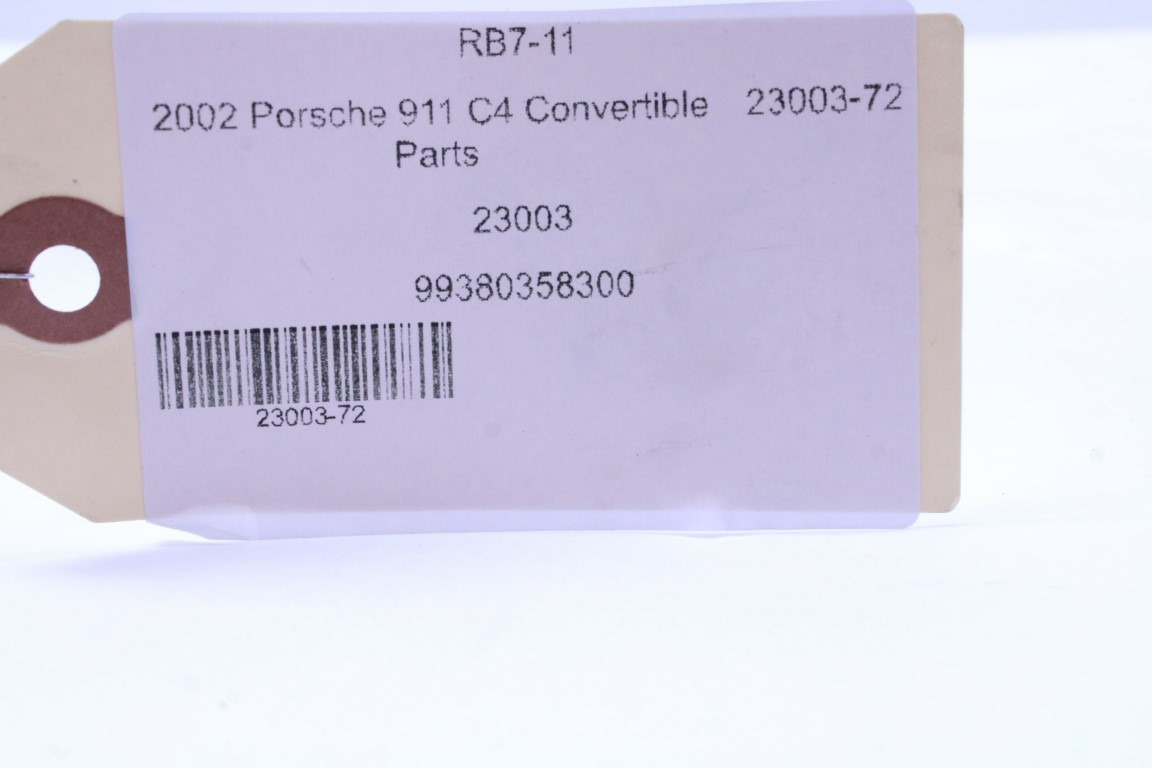 RB7-11
2002 Porsche 911 C4 Convertible 23003-72
Parts
23003
99380358300
23003-72